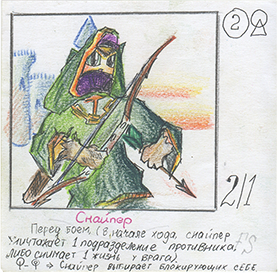 2
2/1
Снайпер
Перед боем. (в начале хода, снайпер
Уничтожает 1 подразделение противника,
либо снимает 1 жизнь у врага).
→ Снайпер выбирает блокирующих себе